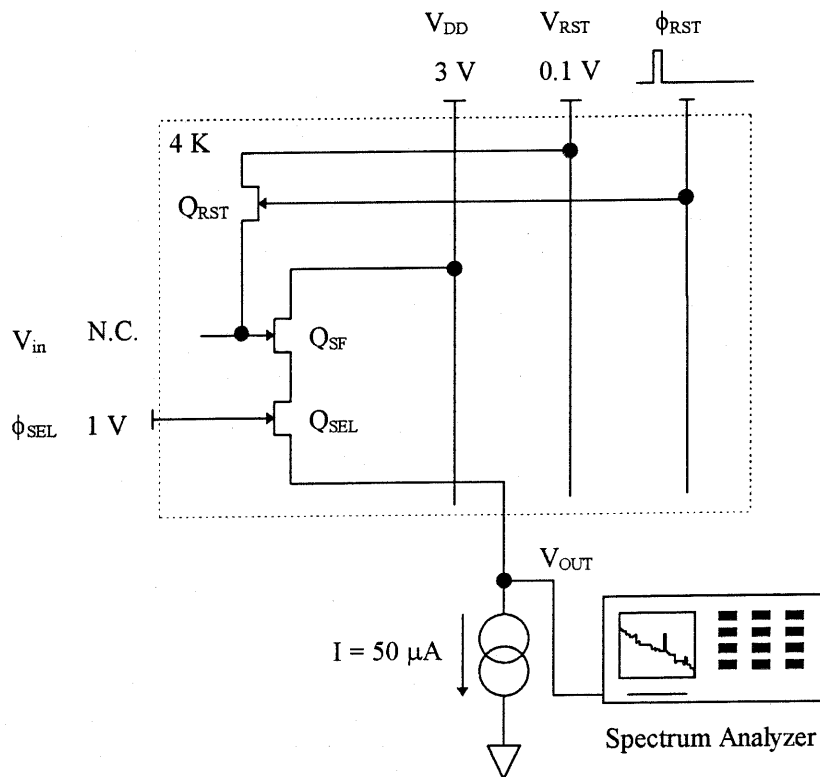 V_DD V_RST ϕ_RST
3 V 0.1 V
4 K
Q_RST
V_in N.C. Q_SF
ϕ_SEL 1 V Q_SEL
V_OUT
I = 50 μA
Spectrum Analyzer